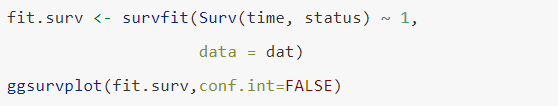 fit.surv <- survfit(Surv(time, status) ~ 1,
data = dat)
ggsurvplot(fit.surv,conf.int=FALSE)